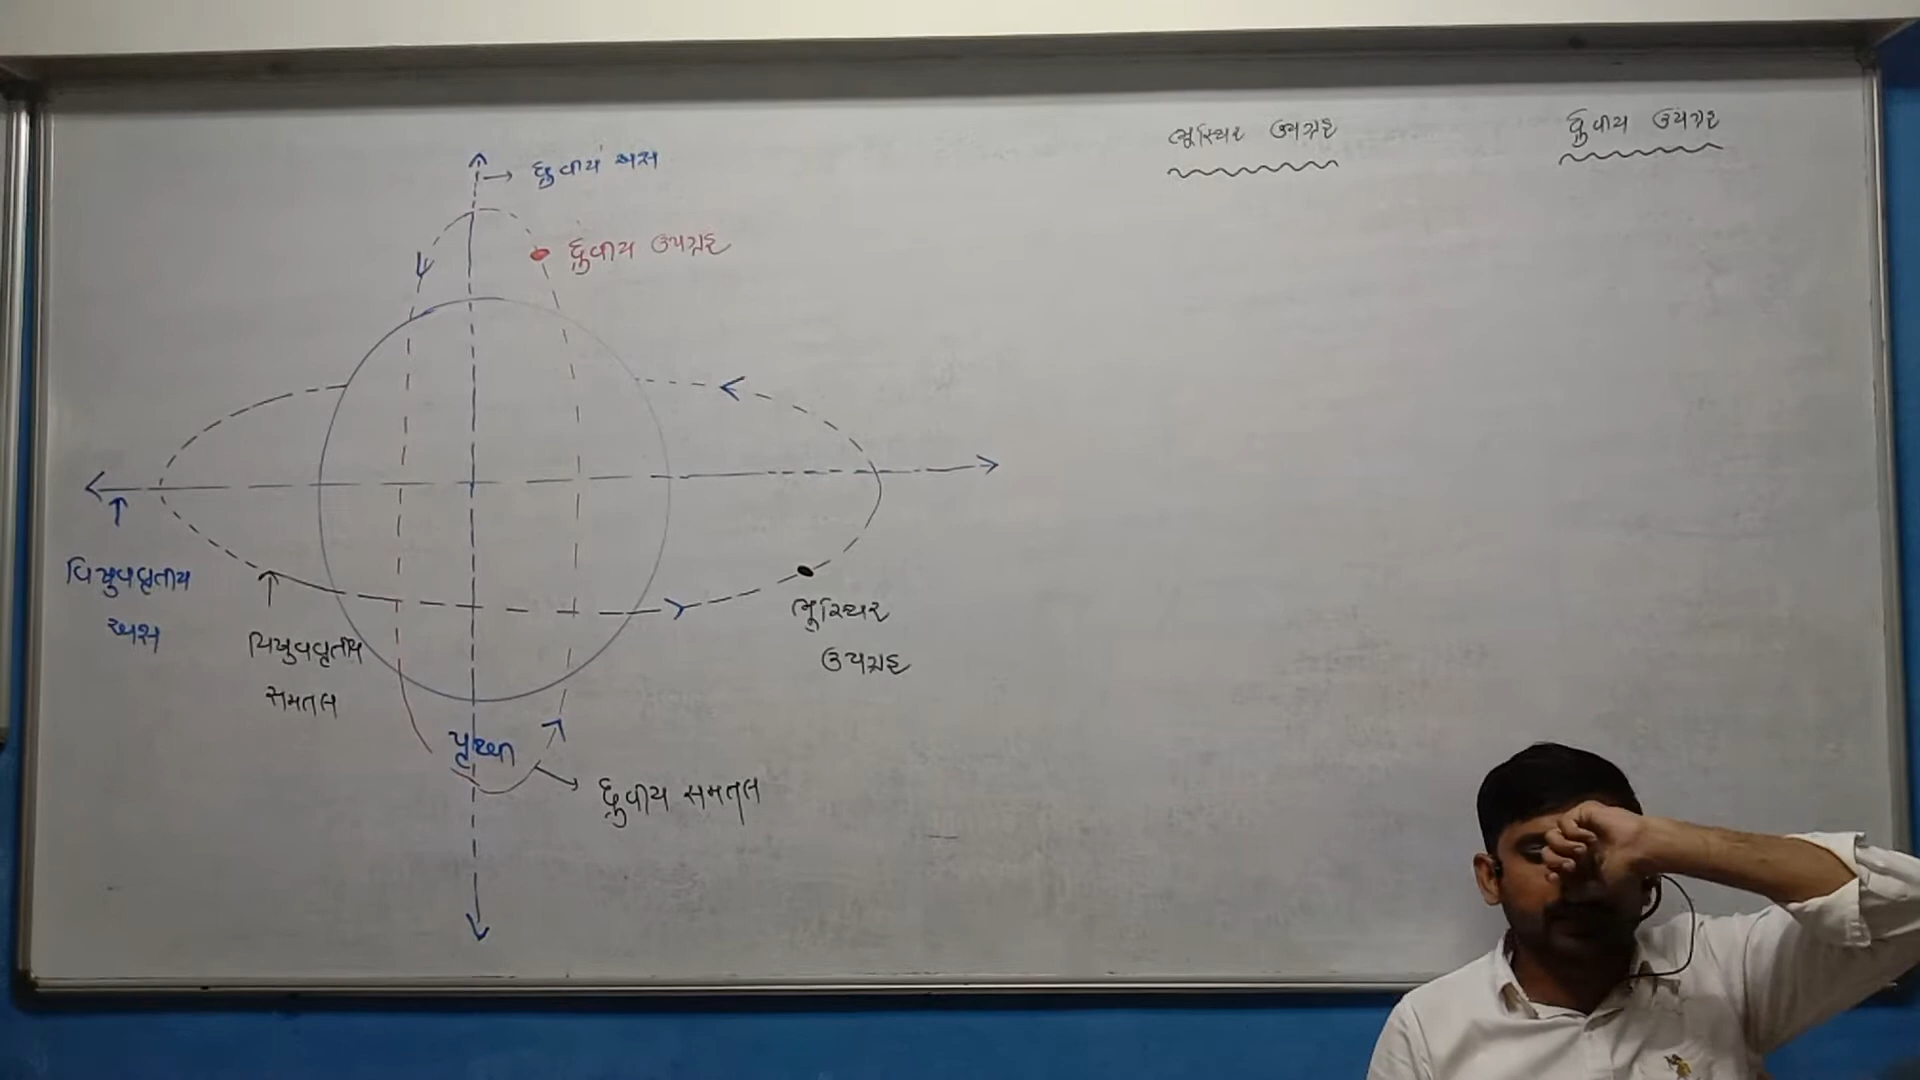 ધ્રુવીય અક્ષ
ધ્રુવીય ઉપગ્રહ
વિષુવવૃતીય
અક્ષ
વિષુવવૃતીય
સમતલ
ભૂસ્થિર
ઉપગ્રહ
પૃથ્વી
ધ્રુવીય સમતલ
ભૂસ્થિર ઉપગ્રહ
ધ્રુવીય ઉપગ્રહ